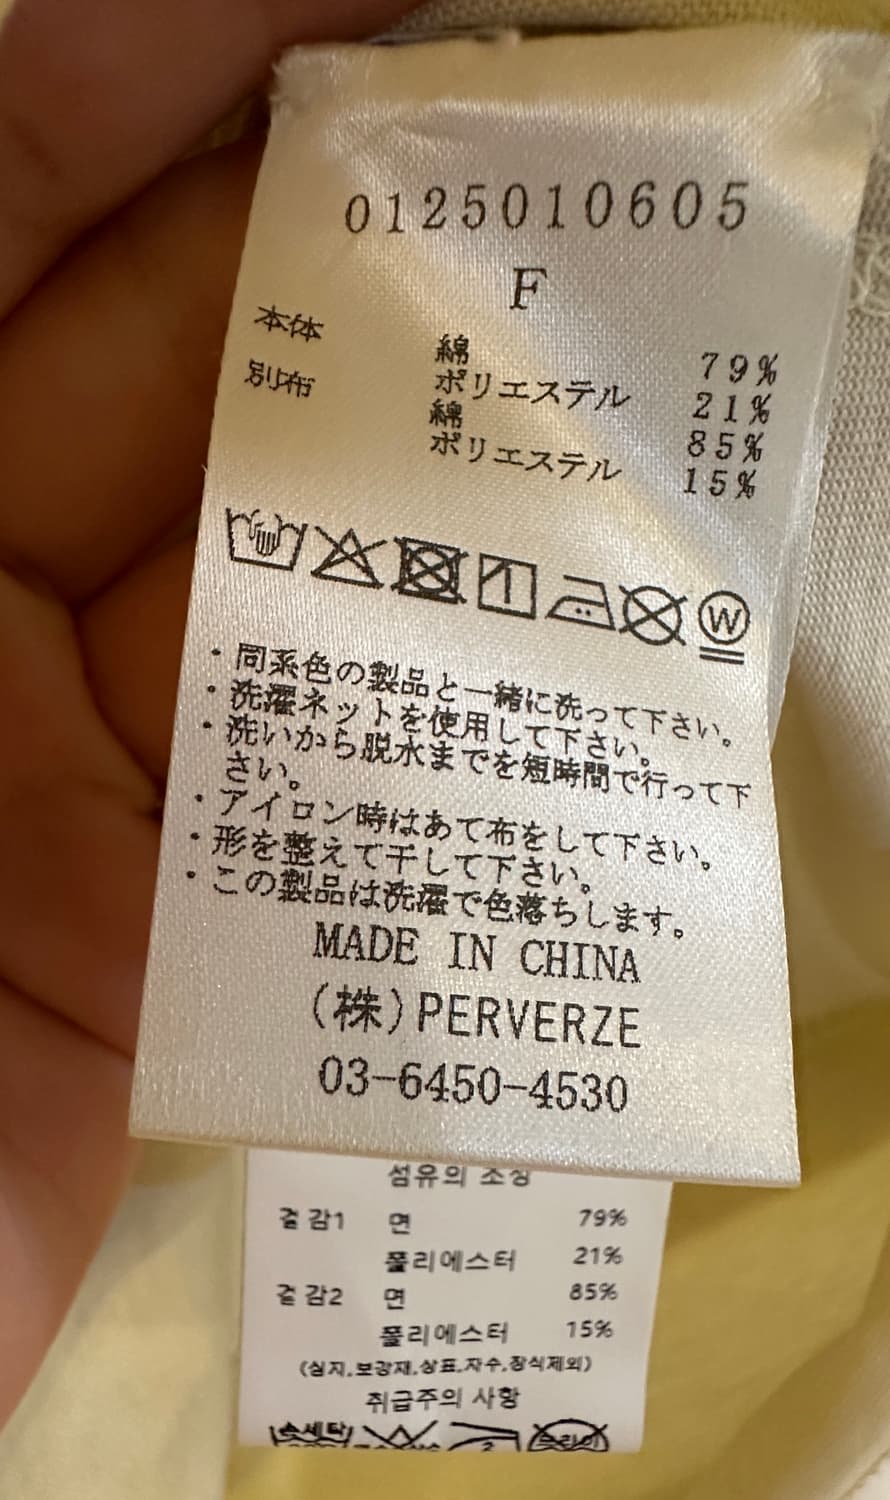 0125010605
F
本体 綿 79%
別布 ポリエステル 21%
綿 85%
ポリエステル 15%
W
・同系色の製品と一緒に洗って下さい。
・洗濯ネットを使用して下さい。
・洗いから脱水までを短時間で行って下
さい。
・アイロン時はあて布をして下さい。
・形を整えて干して下さい。
・この製品は洗濯で色落ちします。
MADE IN CHINA
(株)PERVERZE
03-6450-4530
섬유의 조성
겉감1 면 79%
폴리에스터 21%
겉감2 면 85%
폴리에스터 15%
(심지,보강재,상표,자수,장식제외)
취급주의 사항
손세탁
2
드라이